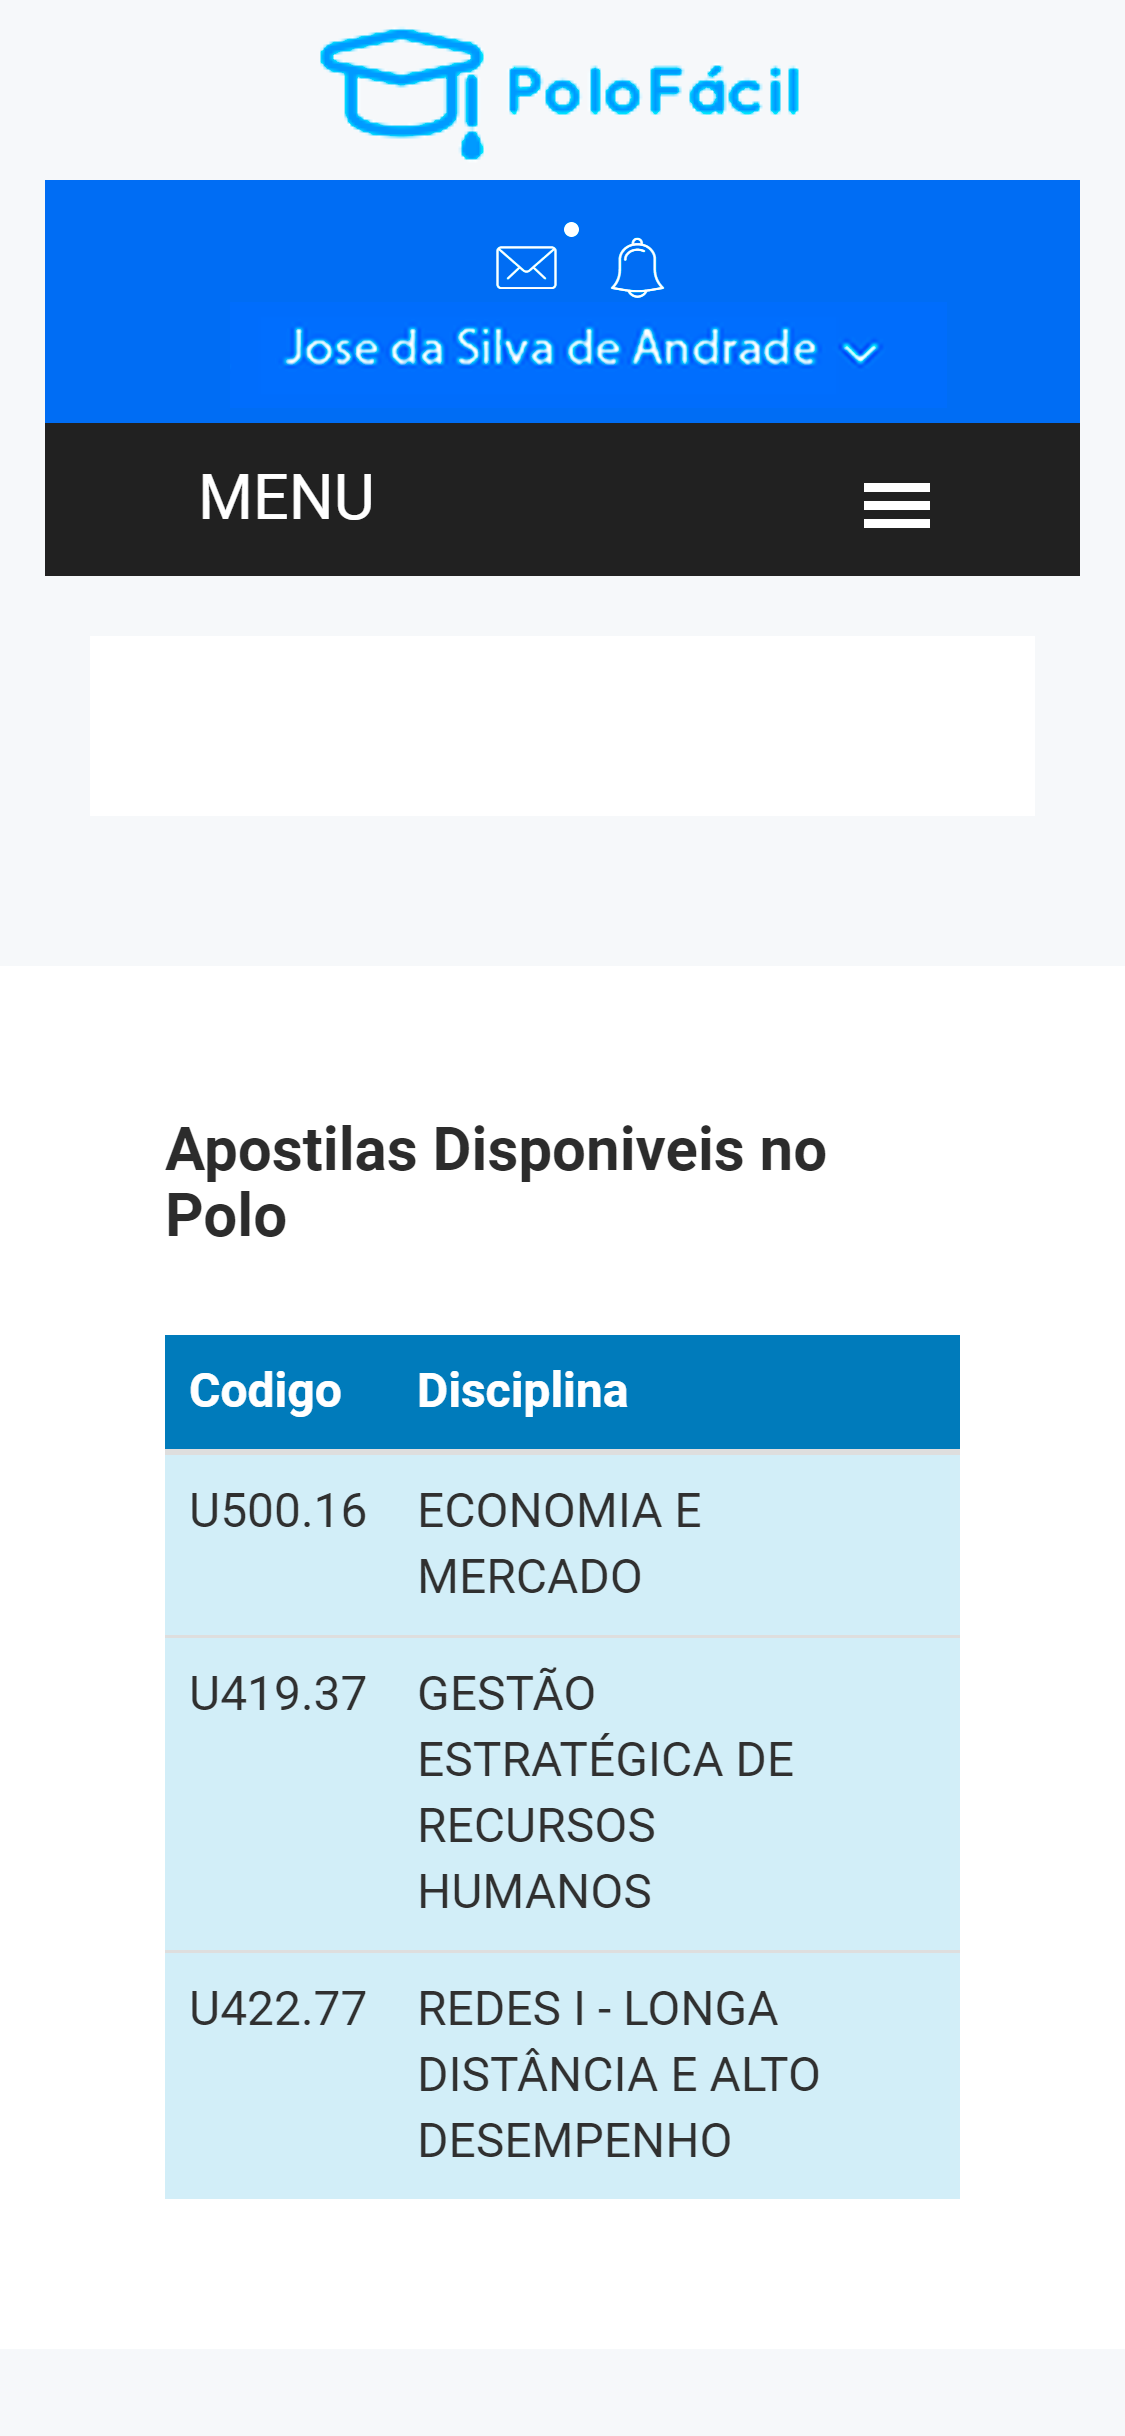 PoloFácil
Jose da Silva de Andrade
MENU
Apostilas Disponiveis no
Polo
Codigo Disciplina
U500.16 ECONOMIA E
MERCADO
U419.37 GESTÃO
ESTRATÉGICA DE
RECURSOS
HUMANOS
U422.77 REDES I - LONGA
DISTÂNCIA E ALTO
DESEMPENHO